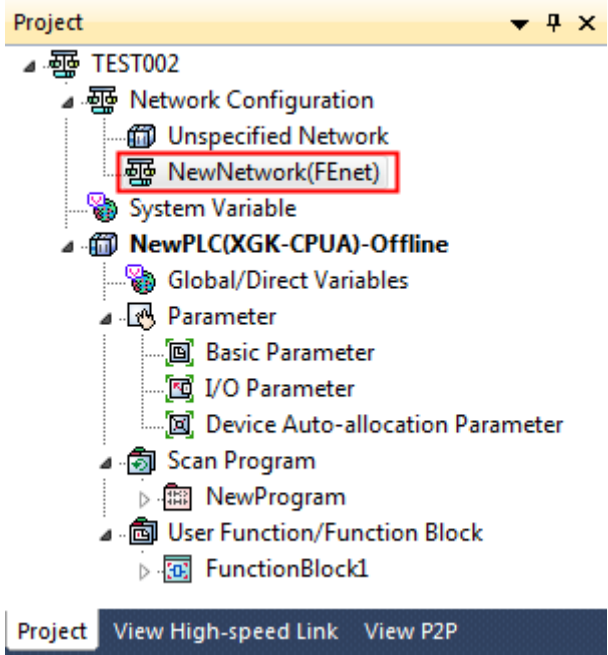 Project
TEST002
Network Configuration
Unspecified Network
NewNetwork(FEnet)
System Variable
NewPLC(XGK-CPUA)-Offline
Global/Direct Variables
Parameter
Basic Parameter
I/O Parameter
Device Auto-allocation Parameter
Scan Program
NewProgram
User Function/Function Block
FunctionBlock1
Project View High-speed Link View P2P